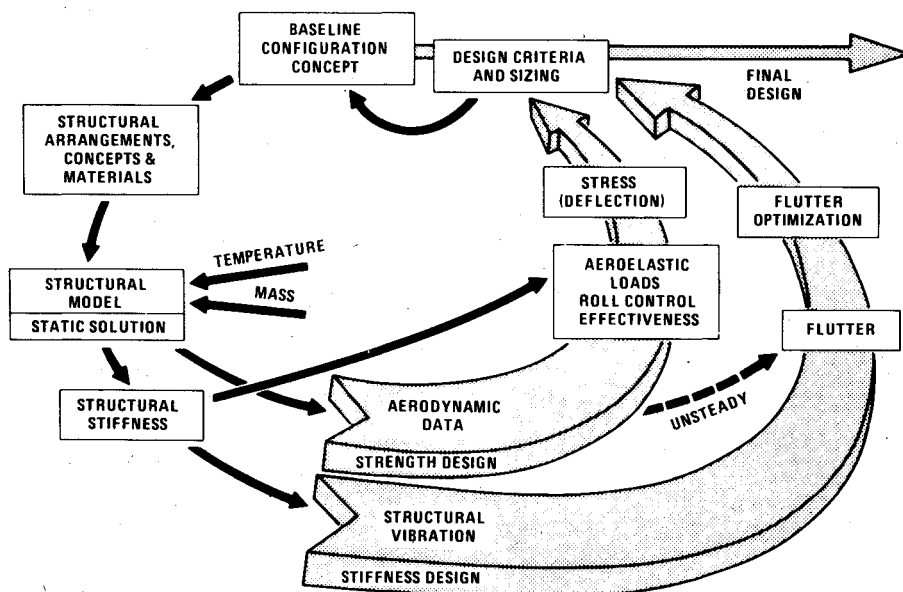 BASELINE
CONFIGURATION
CONCEPT
DESIGN CRITERIA
AND SIZING
FINAL
DESIGN
STRUCTURAL
ARRANGEMENTS,
CONCEPTS &
MATERIALS
STRESS
(DEFLECTION)
FLUTTER
OPTIMIZATION
TEMPERATURE
MASS
STRUCTURAL
MODEL
STATIC SOLUTION
AEROELASTIC
LOADS
ROLL CONTROL
EFFECTIVENESS
FLUTTER
STRUCTURAL
STIFFNESS
AERODYNAMIC
DATA
UNSTEADY
STRENGTH DESIGN
STRUCTURAL
VIBRATION
STIFFNESS DESIGN